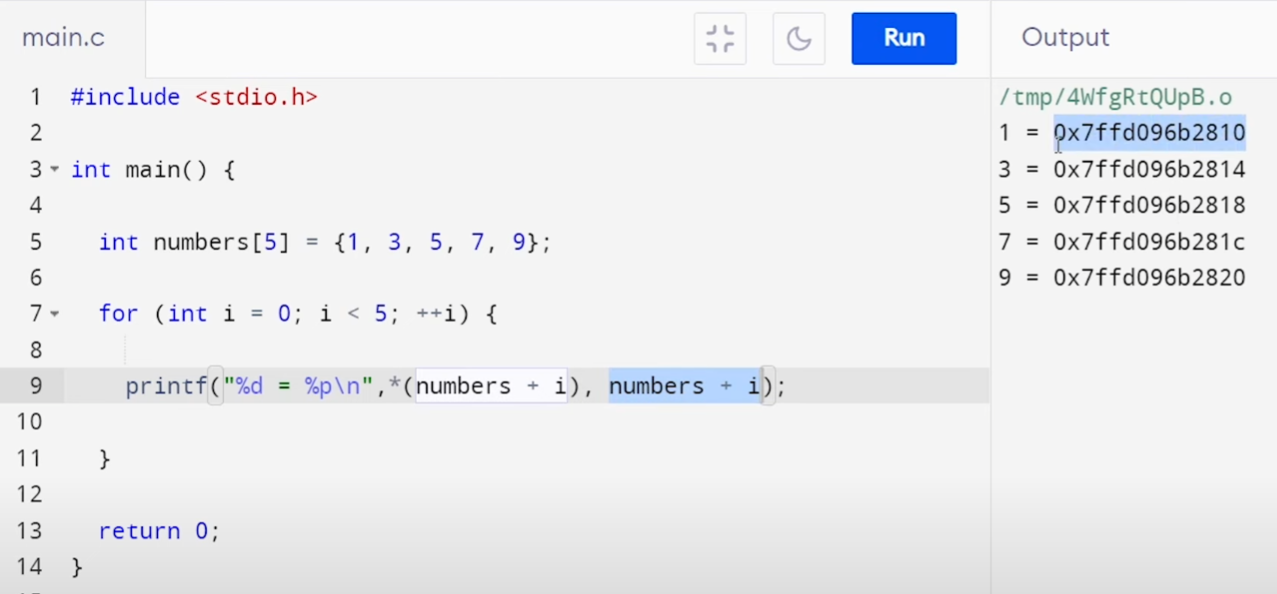 main.c
Run
Output
1 #include <stdio.h>
2
3 int main() {
4
5 int numbers[5] = {1, 3, 5, 7, 9};
6
7 for (int i = 0; i < 5; ++i) {
8
9 printf("%d = %p\n",*(numbers + i), numbers + i);
10
11 }
12
13 return 0;
14 }
/tmp/4WfgRtQUpB.o
1 = 0x7ffd096b2810
3 = 0x7ffd096b2814
5 = 0x7ffd096b2818
7 = 0x7ffd096b281c
9 = 0x7ffd096b2820